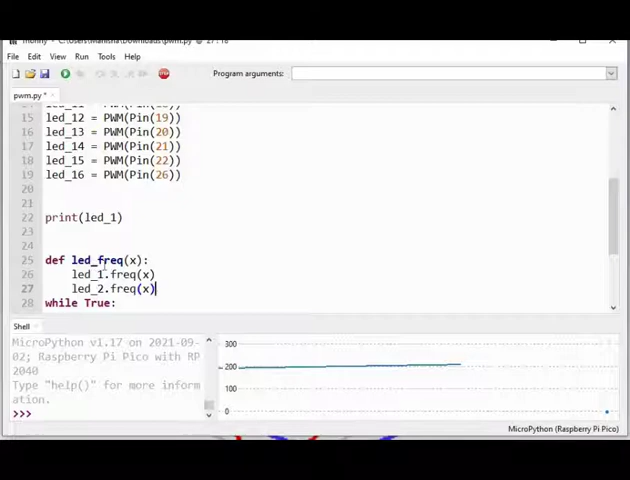 File Edit View Run Tools Help
Program arguments:
pwm.py *
15 led_12 = PWM(Pin(19))
16 led_13 = PWM(Pin(20))
17 led_14 = PWM(Pin(21))
18 led_15 = PWM(Pin(22))
19 led_16 = PWM(Pin(26))
20
21
22 print(led_1)
23
24
25 def led_freq(x):
26 led_1.freq(x)
27 led_2.freq(x)
28 while True:
Shell
MicroPython v1.17 on 2021-09-
02; Raspberry Pi Pico with RP
2040
Type "help()" for more inform
ation.
>>>
300
200
100
0
MicroPython (Raspberry Pi Pico)